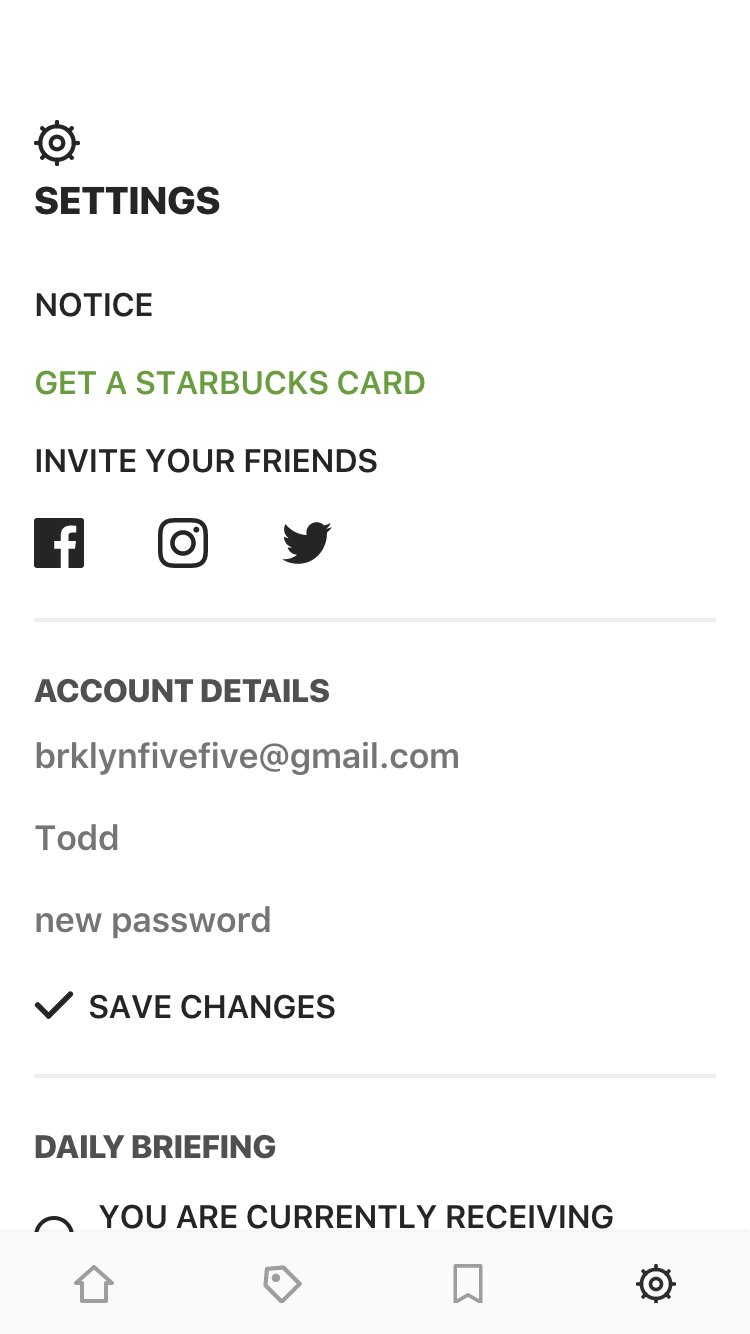 SETTINGS
NOTICE
GET A STARBUCKS CARD
INVITE YOUR FRIENDS
ACCOUNT DETAILS
brklynfivefive@gmail.com
Todd
new password
SAVE CHANGES
DAILY BRIEFING
YOU ARE CURRENTLY RECEIVING